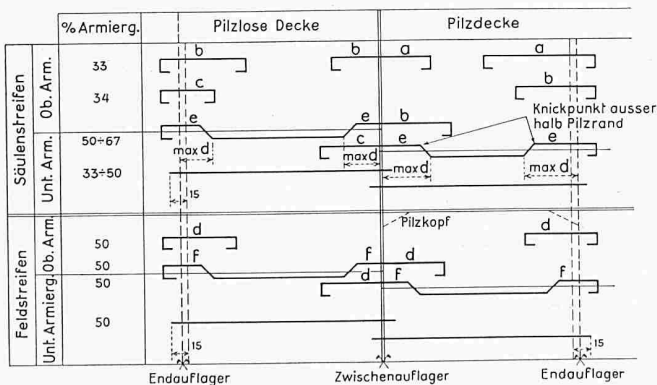 % Armierg. Pilzlose Decke Pilzdecke
Säulenstreifen
Ob. Arm.
33 b b a a
34 c b
e e b
Knickpunkt ausser
halb Pilzrand
Unt. Arm.
50÷67 max d max d c e max d max d e
33÷50
15
Pilzkopf
Feldstreifen
Ob. Arm.
50 d d
50 f f d
Unt. Armierg.
50 d f f
50
15 15
Endauflager Zwischenauflager Endauflager